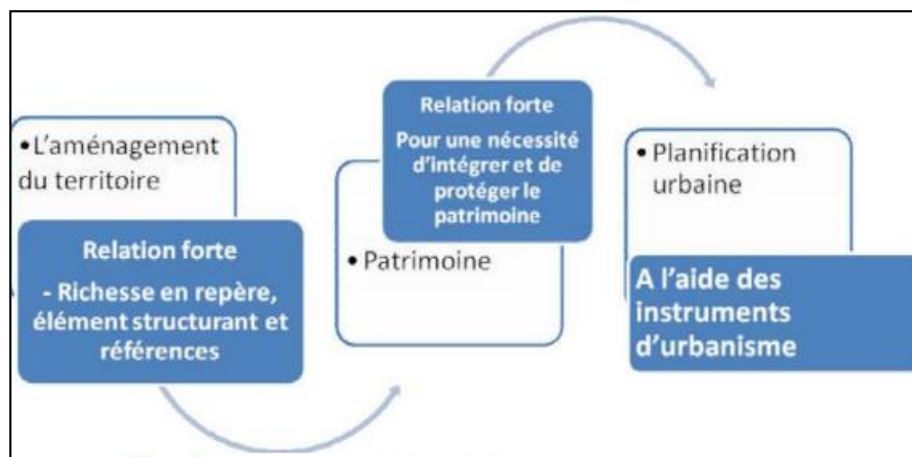 •L'aménagement
du territoire
Relation forte
- Richesse en repère,
élément structurant et
références
Relation forte
Pour une nécessité
d'intégrer et de
protéger le
patrimoine
•Patrimoine
• Planification
urbaine
A l'aide des
instruments
d'urbanisme